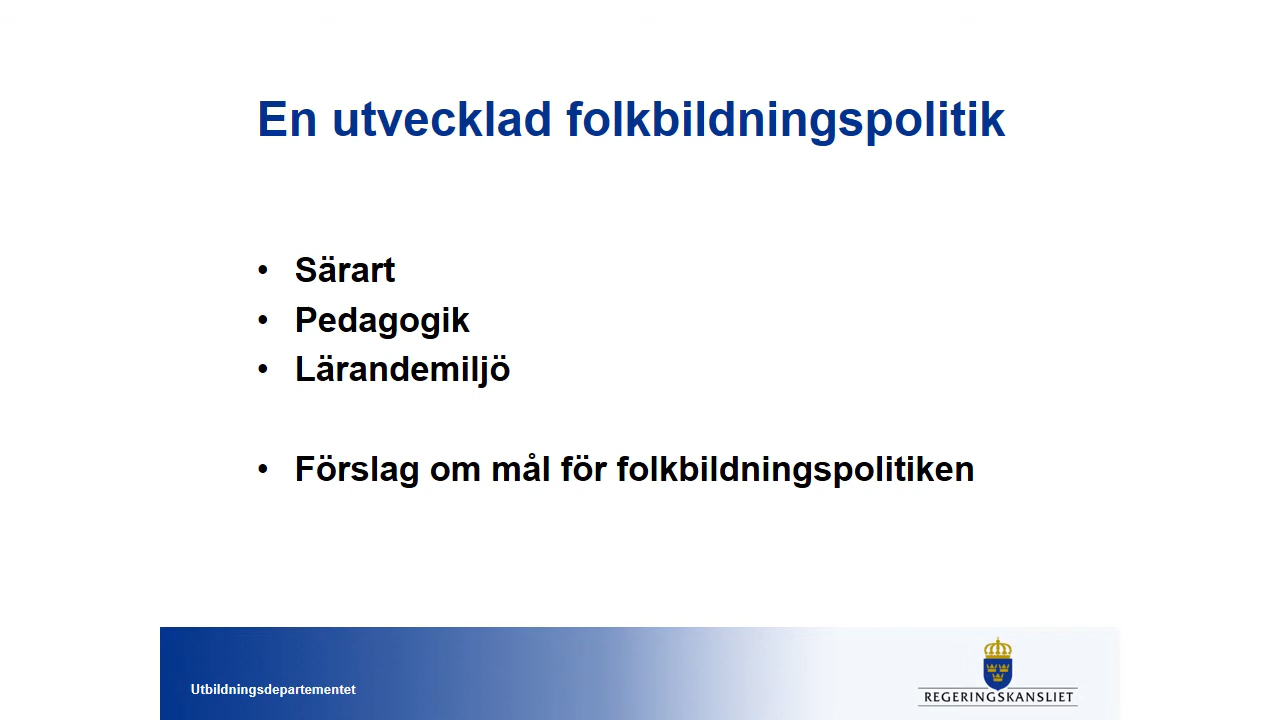 En utvecklad folkbildningspolitik
• Särart
• Pedagogik
• Lärandemiljö
• Förslag om mål för folkbildningspolitiken
Utbildningsdepartementet
REGERINGSKANSLIET